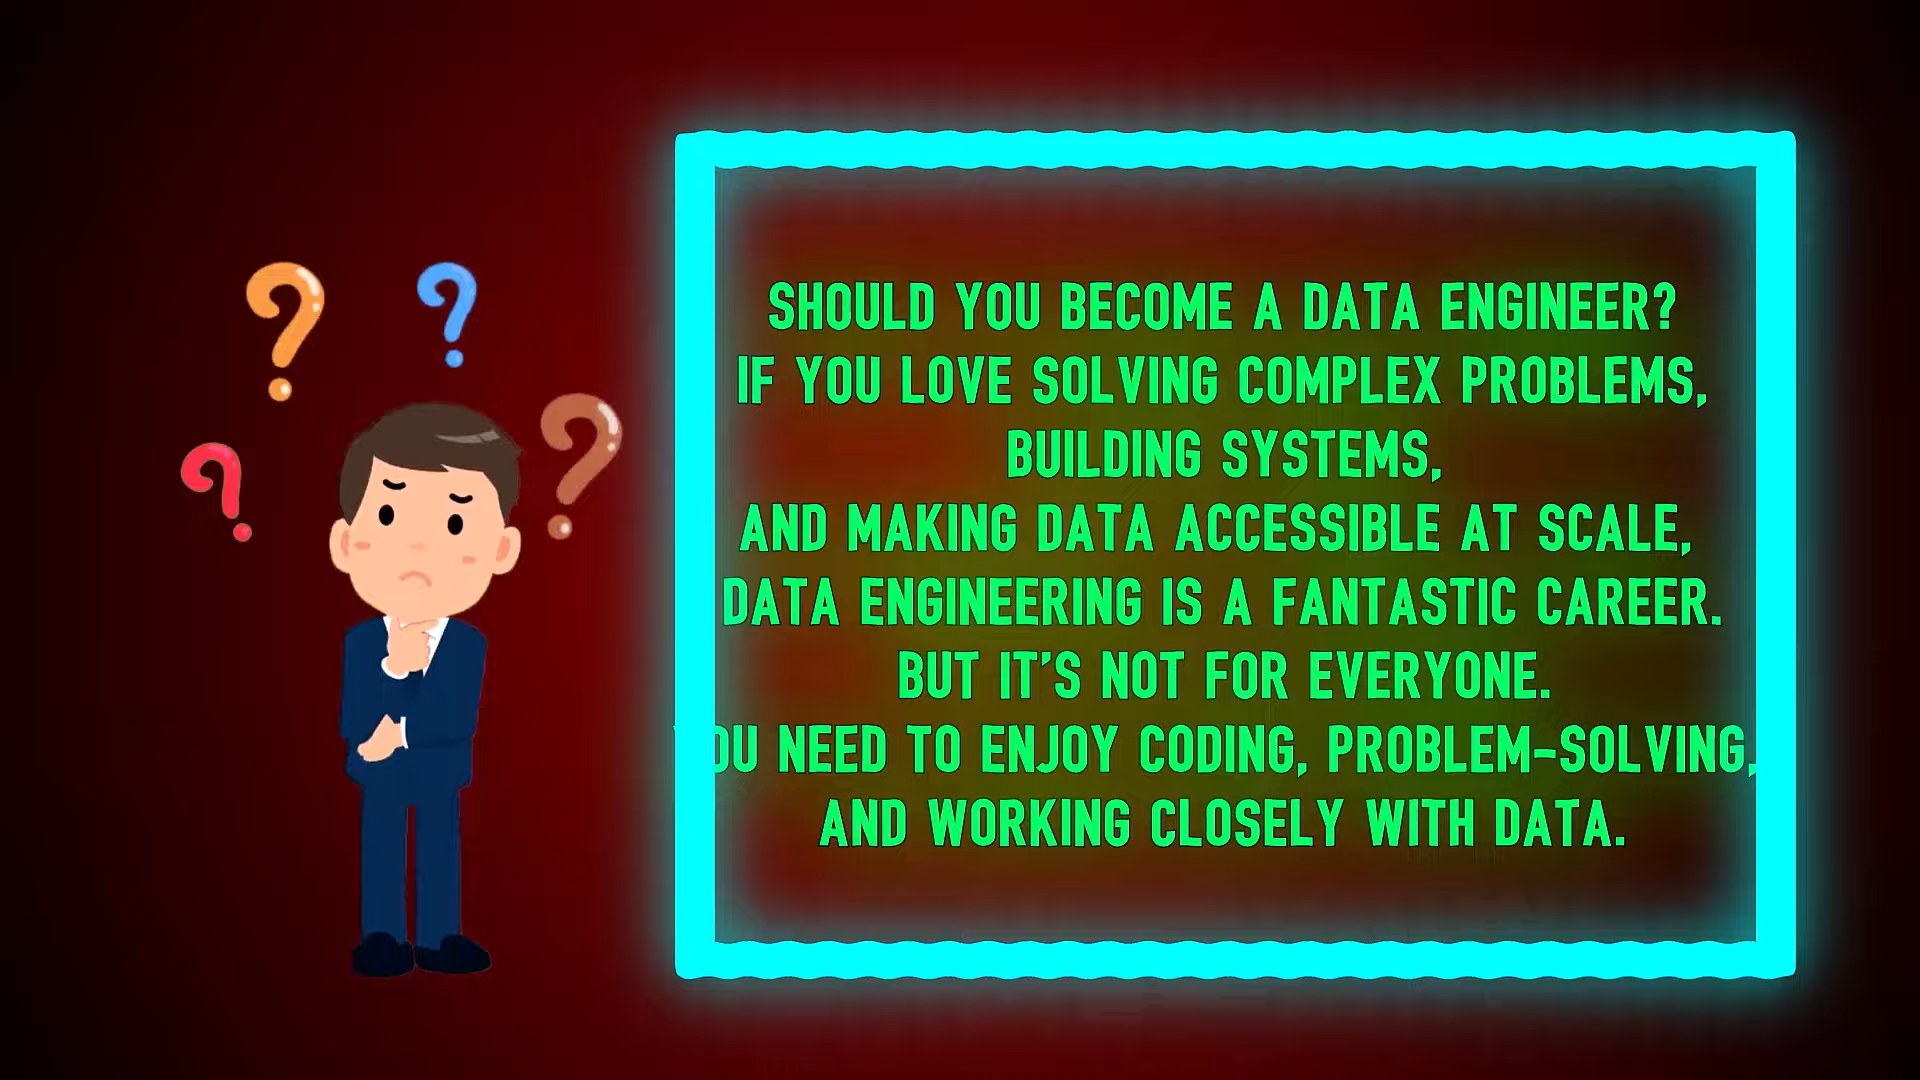 SHOULD YOU BECOME A DATA ENGINEER?
IF YOU LOVE SOLVING COMPLEX PROBLEMS,
BUILDING SYSTEMS,
AND MAKING DATA ACCESSIBLE AT SCALE,
DATA ENGINEERING IS A FANTASTIC CAREER.
BUT IT'S NOT FOR EVERYONE.
YOU NEED TO ENJOY CODING, PROBLEM-SOLVING,
AND WORKING CLOSELY WITH DATA.